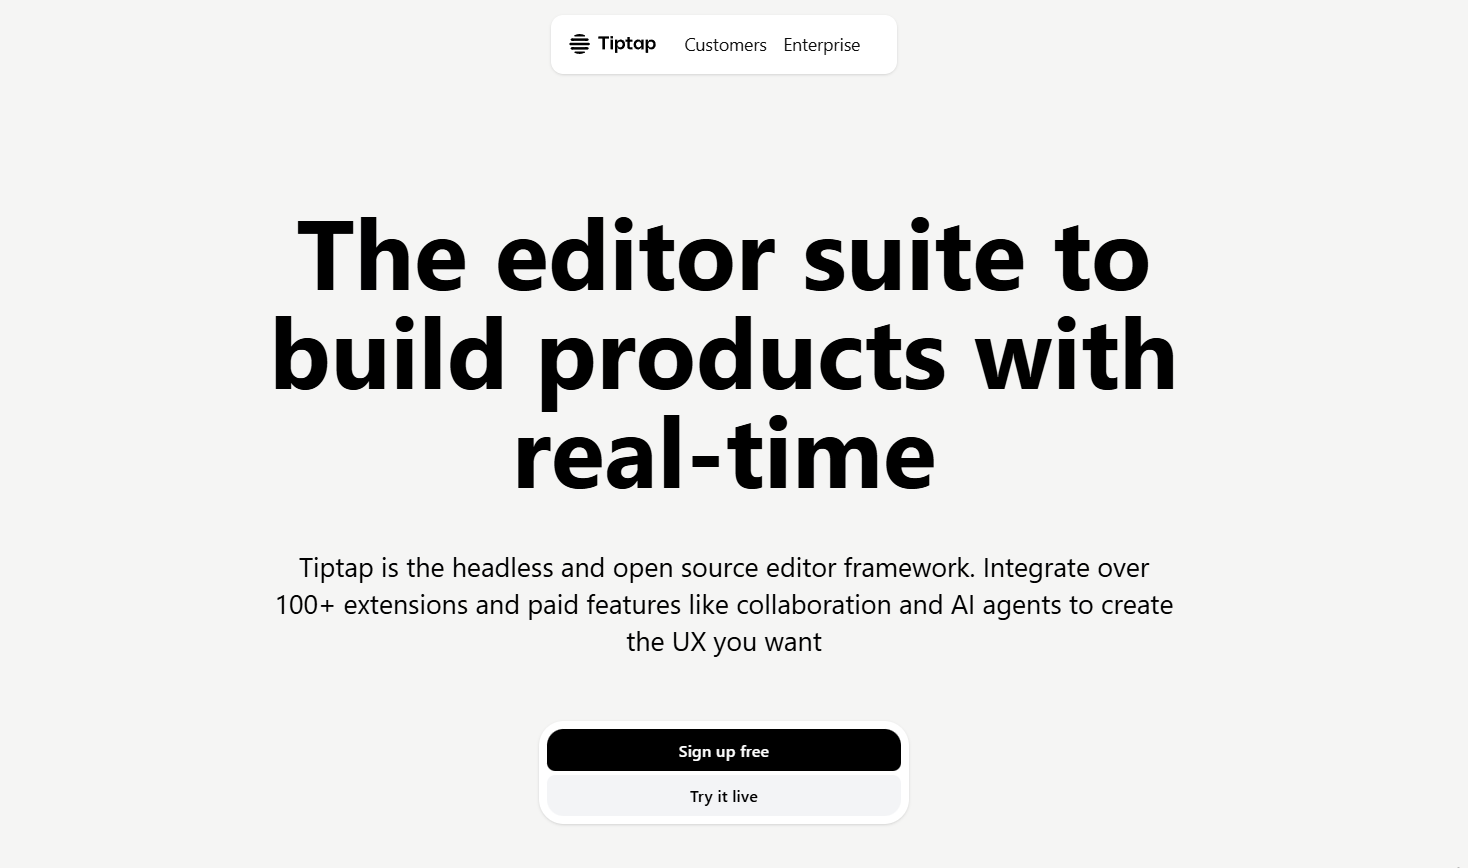 Tiptap Customers Enterprise
The editor suite to
build products with
real-time
Tiptap is the headless and open source editor framework. Integrate over
100+ extensions and paid features like collaboration and AI agents to create
the UX you want
Sign up free
Try it live